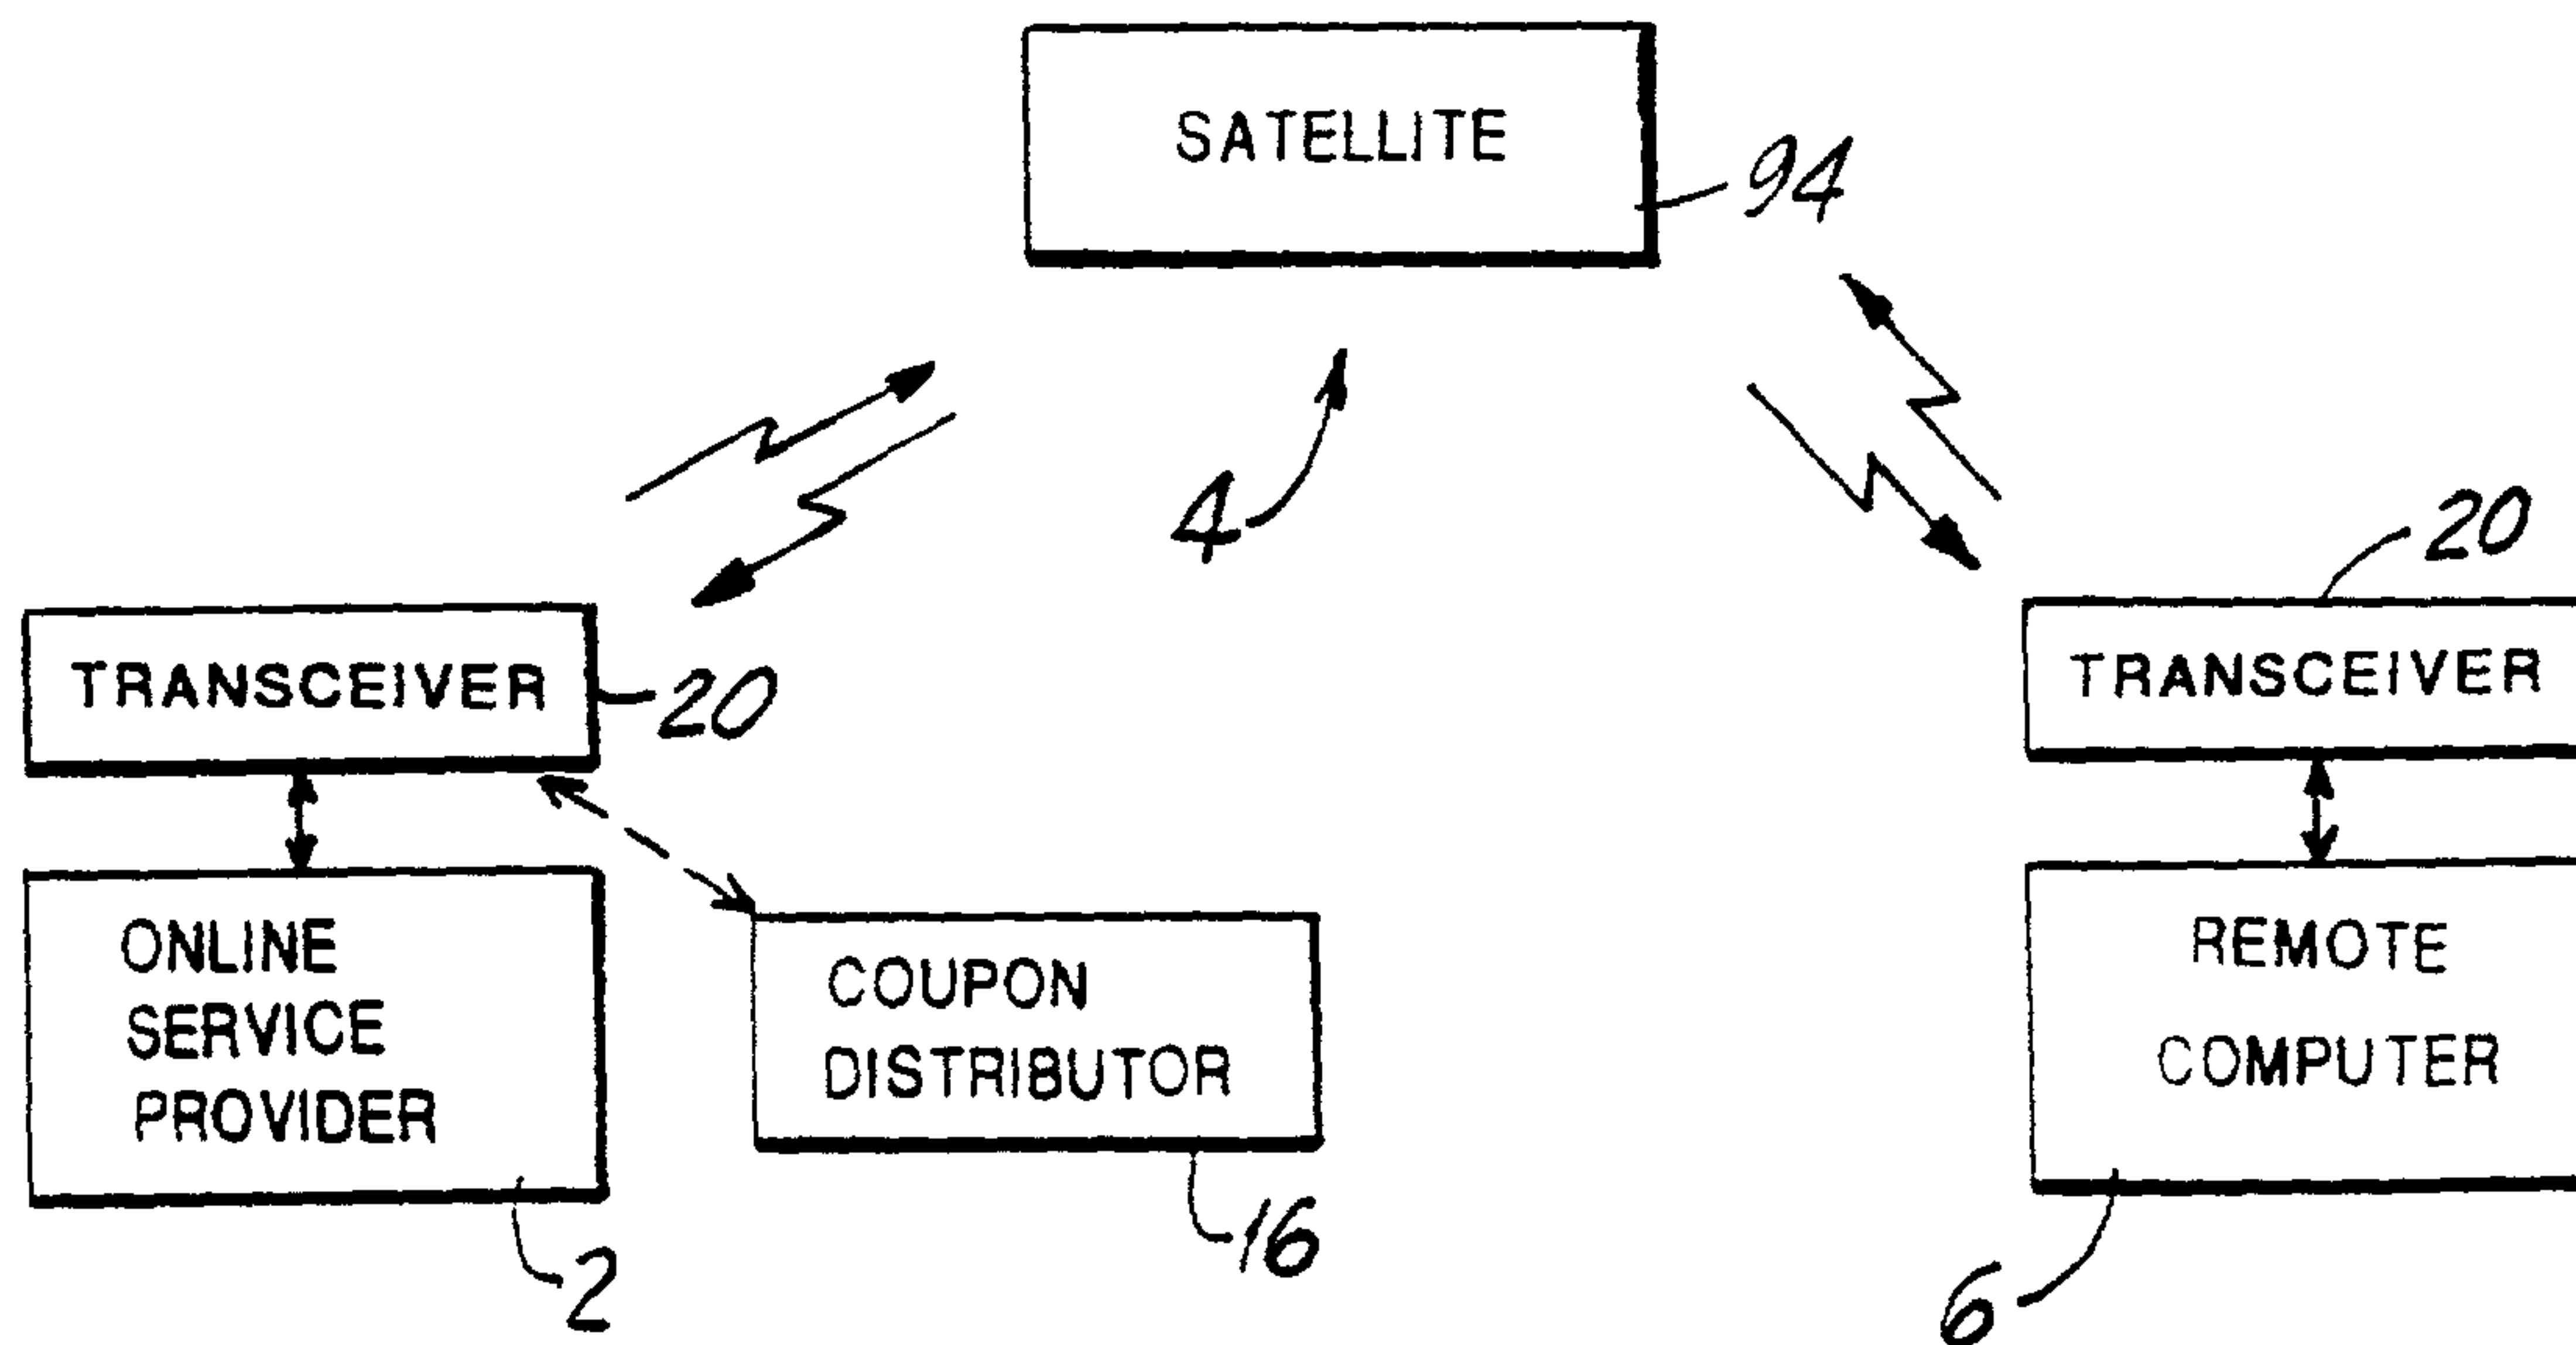 SATELLITE
94
4
20
TRANSCEIVER
20
TRANSCEIVER
ONLINE
SERVICE
PROVIDER
COUPON
DISTRIBUTOR
REMOTE
COMPUTER
2
16
6